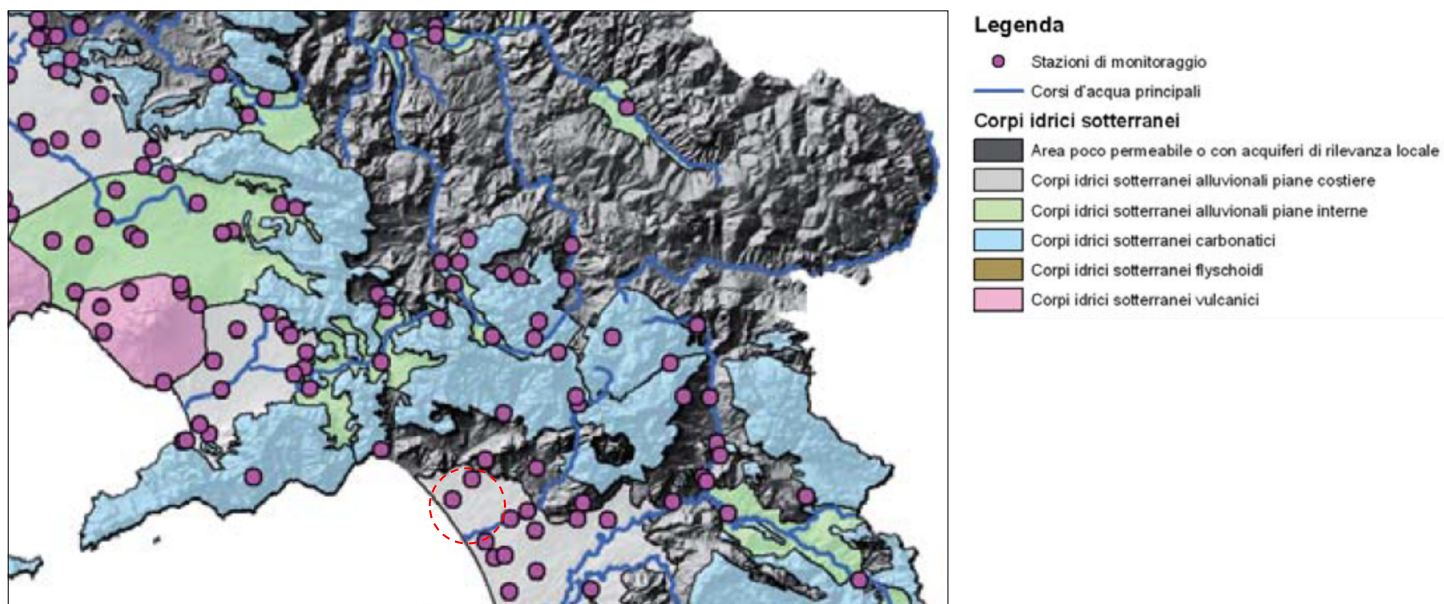 Legenda
Stazioni di monitoraggio
Corsi d'acqua principali
Corpi idrici sotterranei
Area poco permeabile o con acquiferi di rilevanza locale
Corpi idrici sotterranei alluvionali piane costiere
Corpi idrici sotterranei alluvionali piane interne
Corpi idrici sotterranei carbonatici
Corpi idrici sotterranei flyschoidi
Corpi idrici sotterranei vulcanici